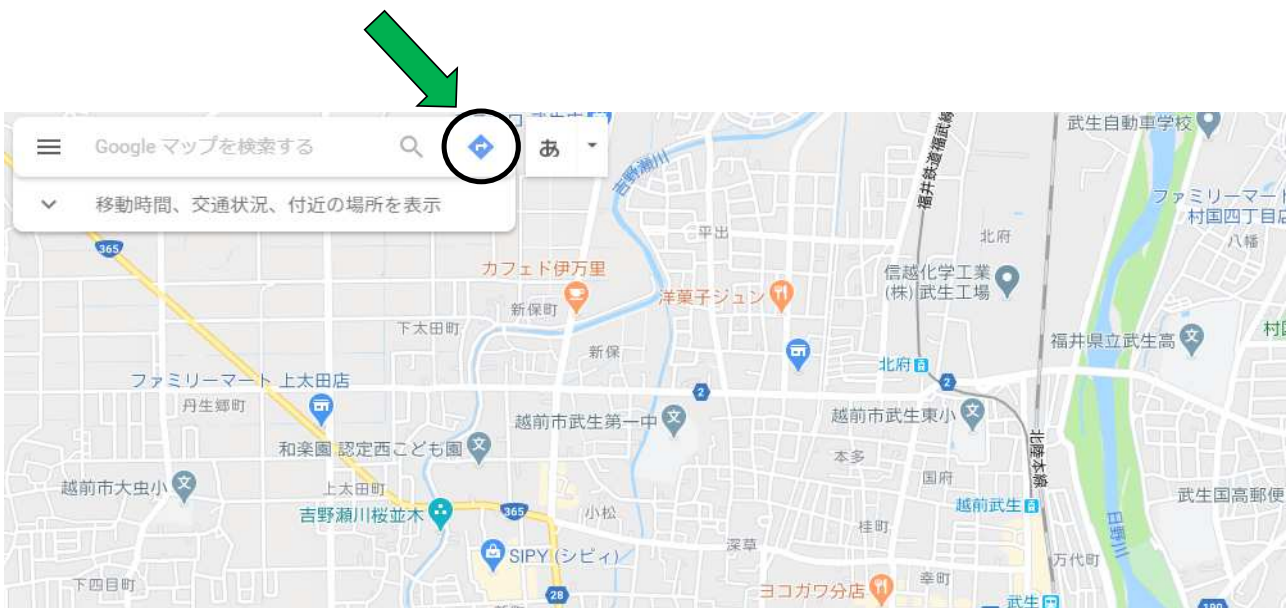 Google マップを検索する
あ
移動時間、交通状況、付近の場所を表示
武生自動車学校
福井鉄道福武線
吉野瀬川
ファミリーマート
村国四丁目店
八幡
365
平出
北府
カフェド伊万里
信越化学工業
(株) 武生工場
洋菓子ジュン
新保町
下太田町
福井県立武生高
新保
北府
2
ファミリーマート 上太田店
2
丹生郷町
越前市武生第一中
越前市武生東小
和楽園 認定西こども園
北陸本線
本多
国府
越前市大虫小
上太田町
武生国高郵便
越前武生
吉野瀬川桜並木
365
小松
桂町
日野川
深草
SIPY (シピィ)
万代町
下四目町
28
ヨコガワ分店
幸町
武生
190